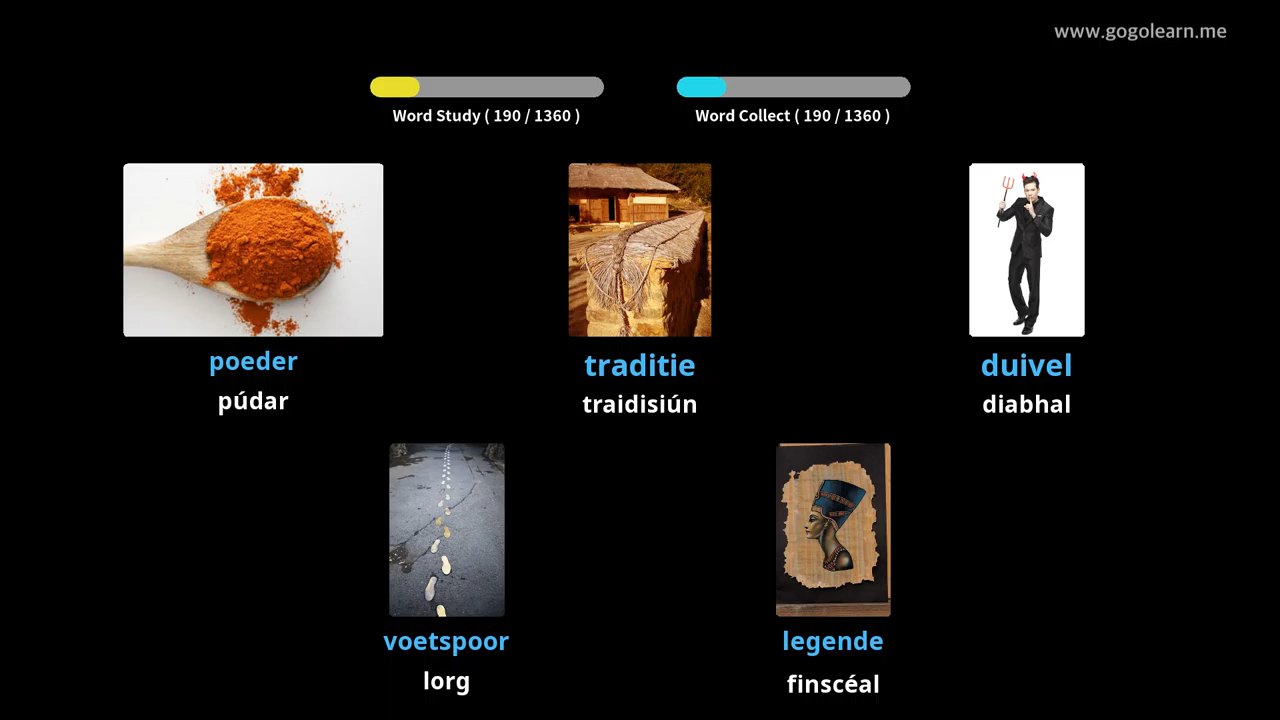 www.gogolearn.me
Word Study ( 190 / 1360 )
Word Collect ( 190 / 1360 )
poeder
púdar
traditie
traidisiún
duivel
diabhal
voetspoor
lorg
legende
finscéal